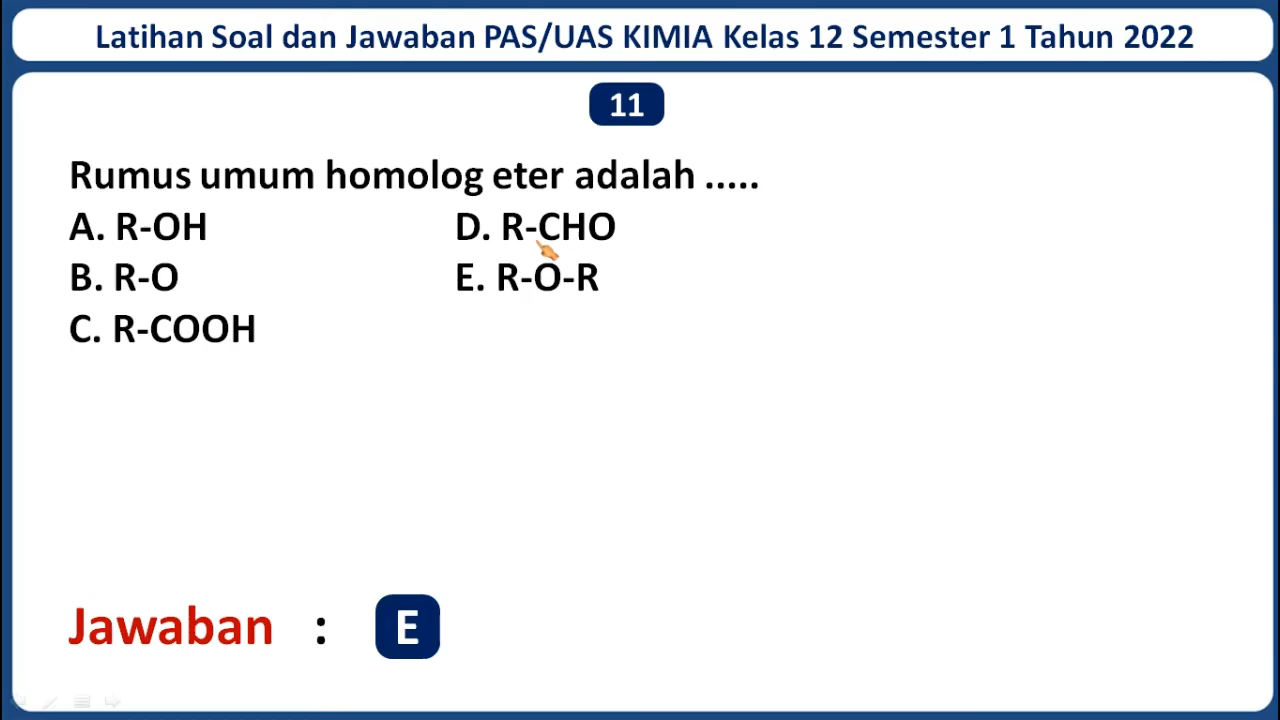 Latihan Soal dan Jawaban PAS/UAS KIMIA Kelas 12 Semester 1 Tahun 2022
11
Rumus umum homolog eter adalah .....
A. R-OH
B. R-O
C. R-COOH
D. R-CHO
E. R-O-R
Jawaban : E